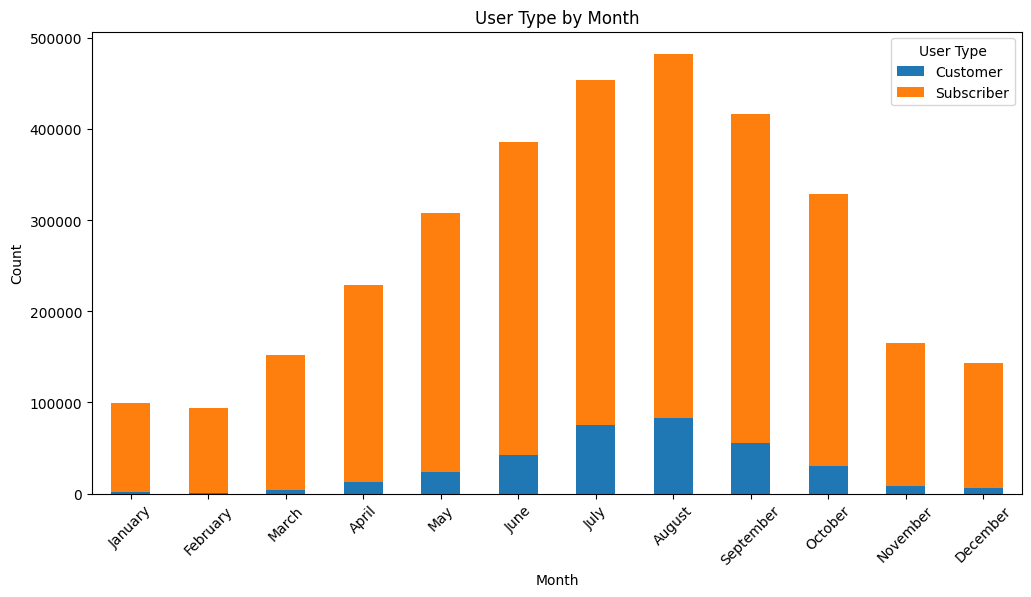 User Type by Month
User Type
Customer
Subscriber
500000
400000
300000
200000
100000
0
Count
January
February
March
April
May
June
July
August
September
October
November
December
Month